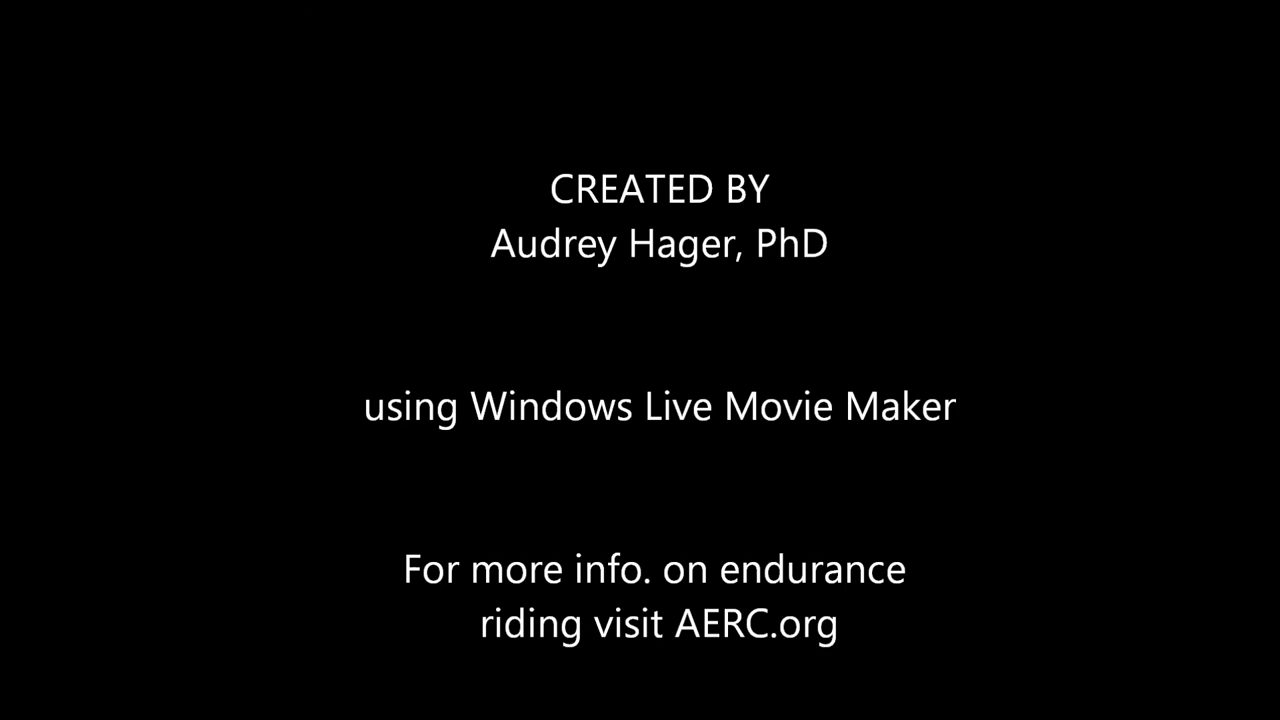 CREATED BY
Audrey Hager, PhD
using Windows Live Movie Maker
For more info. on endurance
riding visit AERC.org